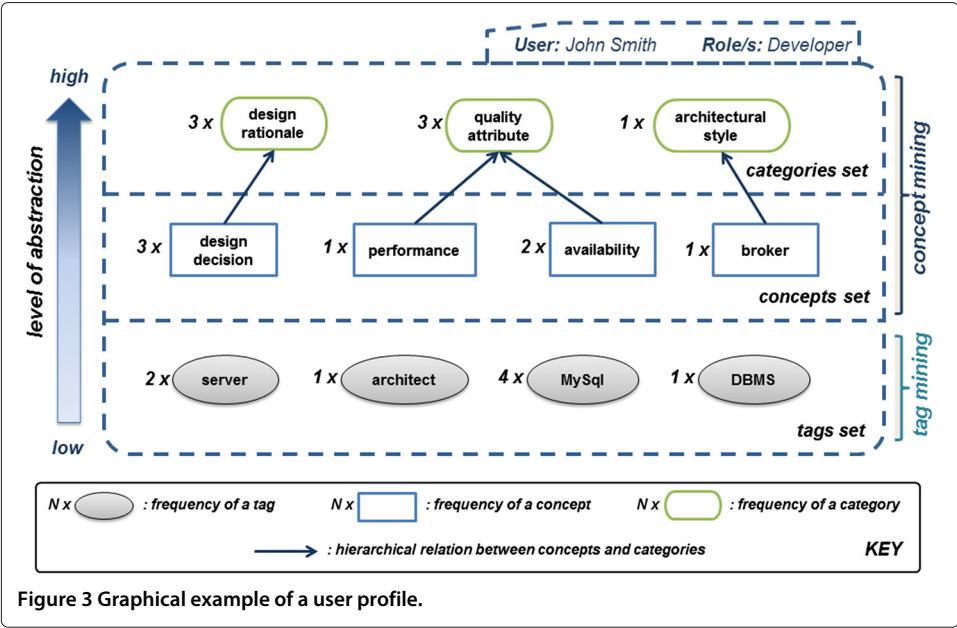 User: John Smith Role/s: Developer
high
level of abstraction
low
3 x design rationale
3 x quality attribute
1 x architectural style
categories set
3 x design decision
1 x performance
2 x availability
1 x broker
concepts set
concept mining
2 x server
1 x architect
4 x MySql
1 x DBMS
tags set
tag mining
N x : frequency of a tag N x : frequency of a concept N x : frequency of a category
: hierarchical relation between concepts and categories KEY
Figure 3 Graphical example of a user profile.